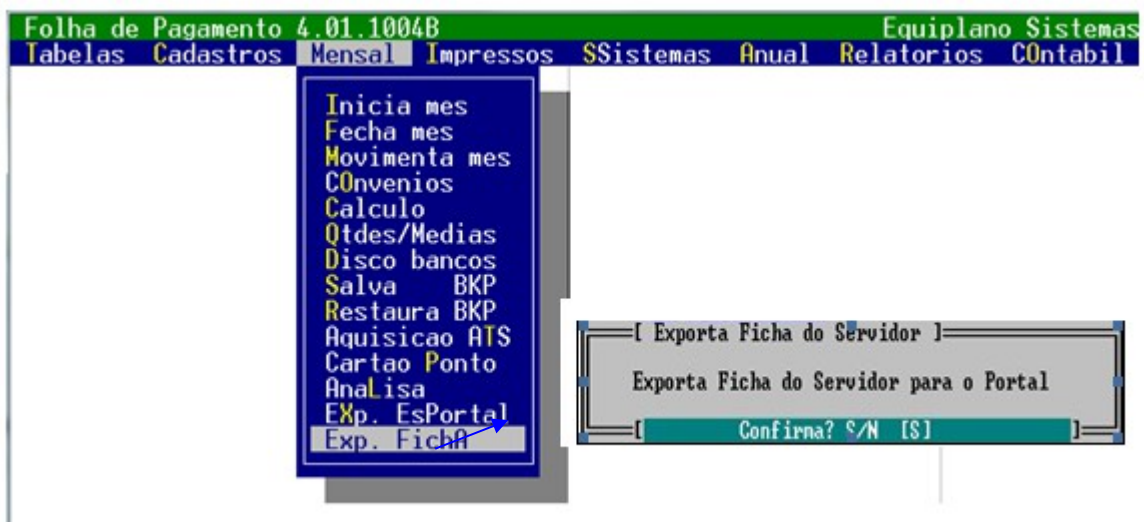 Folha de Pagamento 4.01.1004B Equiplano Sistemas
Tabelas Cadastros Mensal Impressos SSistemas Anual Relatorios COntabil
Inicia mes
Fecha mes
Movimenta mes
COnvenios
Calculo
Qtdes/Medias
Disco bancos
Salva BKP
Restaura BKP
Aquisicao ATS
Cartao Ponto
AnaLisa
EXp. EsPortal
Exp. FichA
[ Exporta Ficha do Servidor ]
Exporta Ficha do Servidor para o Portal
[ Confirma? S/N [S] ]